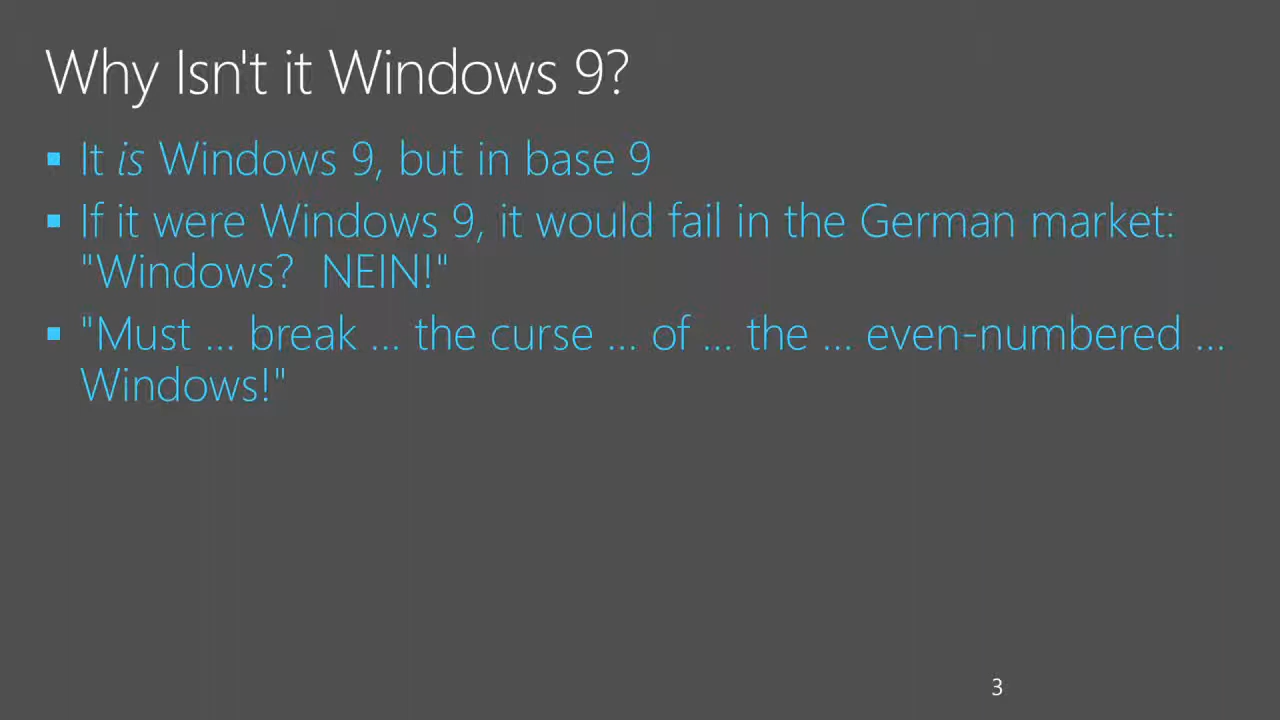 Why Isn't it Windows 9?
▪ It is Windows 9, but in base 9
▪ If it were Windows 9, it would fail in the German market:
"Windows?  NEIN!"
▪ "Must ... break ... the curse ... of ... the ... even-numbered ...
Windows!"
3